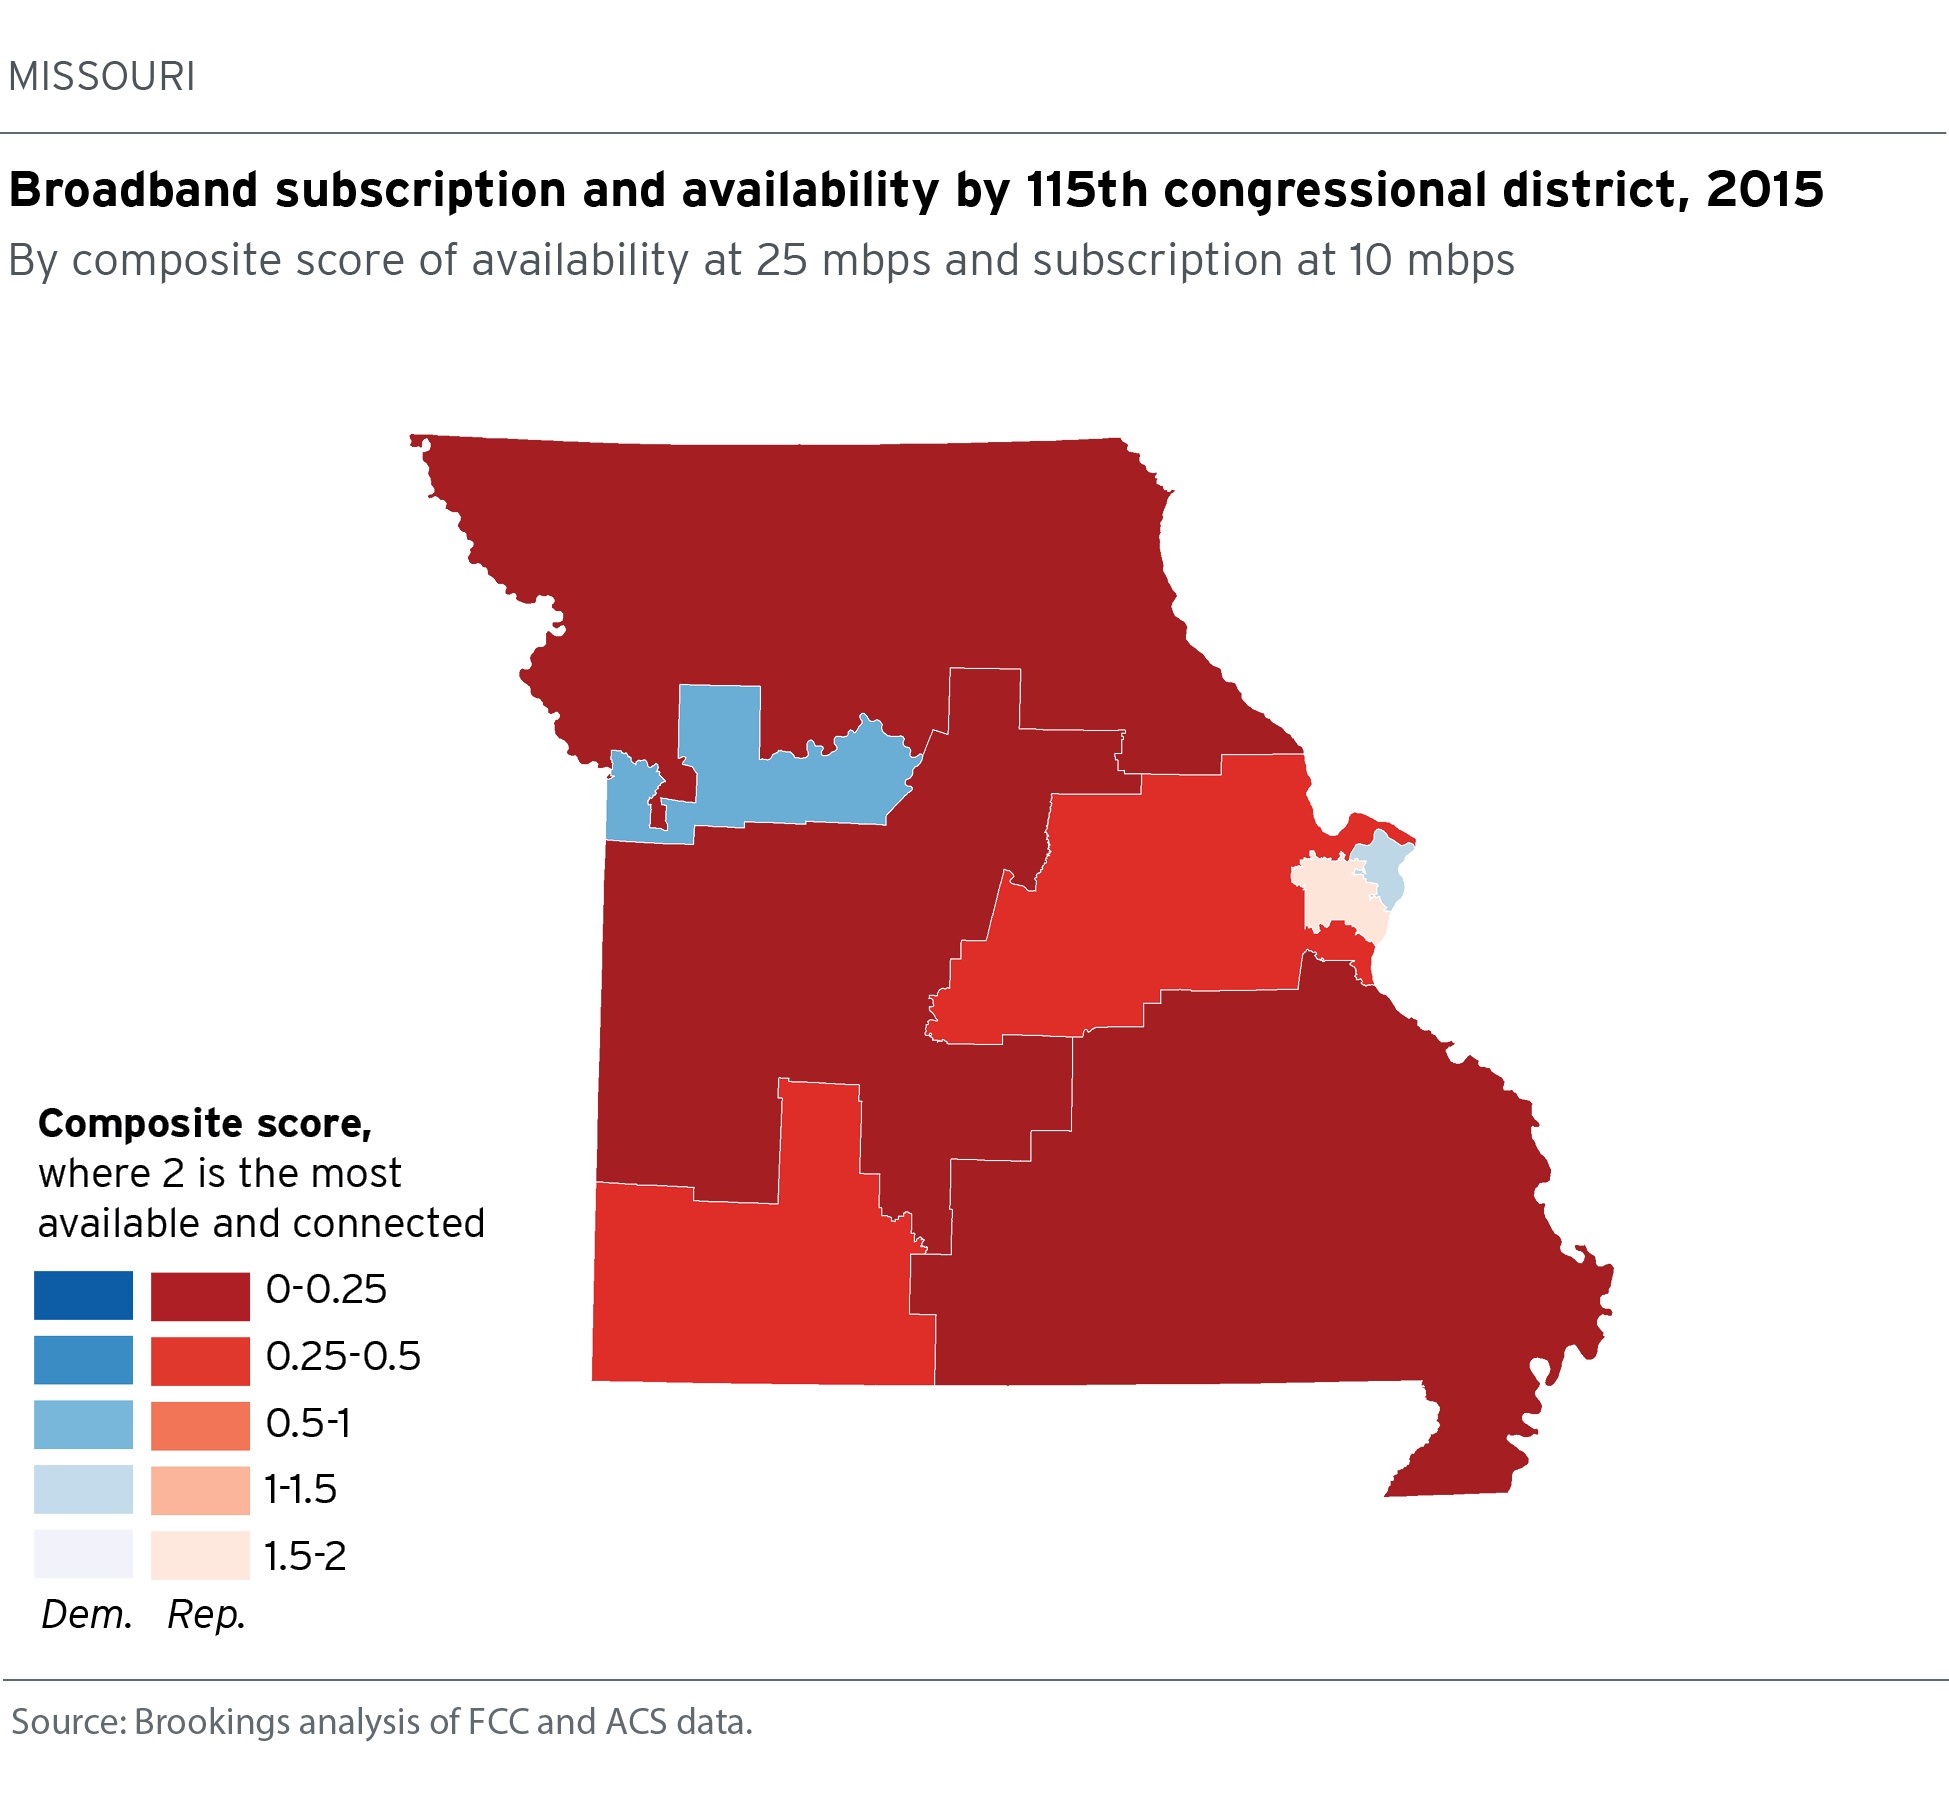 MISSOURI
Broadband subscription and availability by 115th congressional district, 2015
By composite score of availability at 25 mbps and subscription at 10 mbps
Composite score,
where 2 is the most
available and connected
0-0.25
0.25-0.5
0.5-1
1-1.5
1.5-2
Dem. Rep.
Source: Brookings analysis of FCC and ACS data.